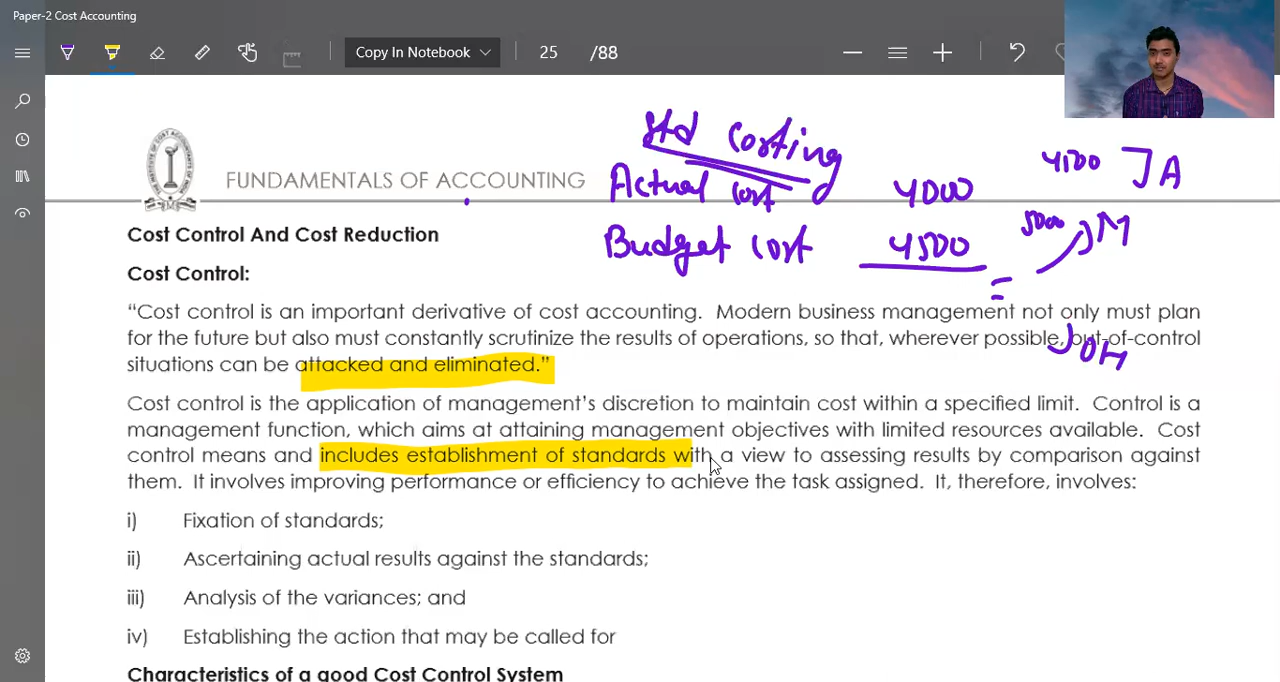 Paper-2 Cost Accounting
Copy In Notebook
25 /88
Std Costing
Actual Cost 4000
4500 ] A
FUNDAMENTALS OF ACCOUNTING
Budget Cost 4500
5000 M
OH
Cost Control And Cost Reduction
Cost Control:
“Cost control is an important derivative of cost accounting. Modern business management not only must plan
for the future but also must constantly scrutinize the results of operations, so that, wherever possible, out-of-control
situations can be attacked and eliminated.”
Cost control is the application of management’s discretion to maintain cost within a specified limit. Control is a
management function, which aims at attaining management objectives with limited resources available. Cost
control means and includes establishment of standards with a view to assessing results by comparison against
them. It involves improving performance or efficiency to achieve the task assigned. It, therefore, involves:
i) Fixation of standards;
ii) Ascertaining actual results against the standards;
iii) Analysis of the variances; and
iv) Establishing the action that may be called for
Characteristics of a good Cost Control System